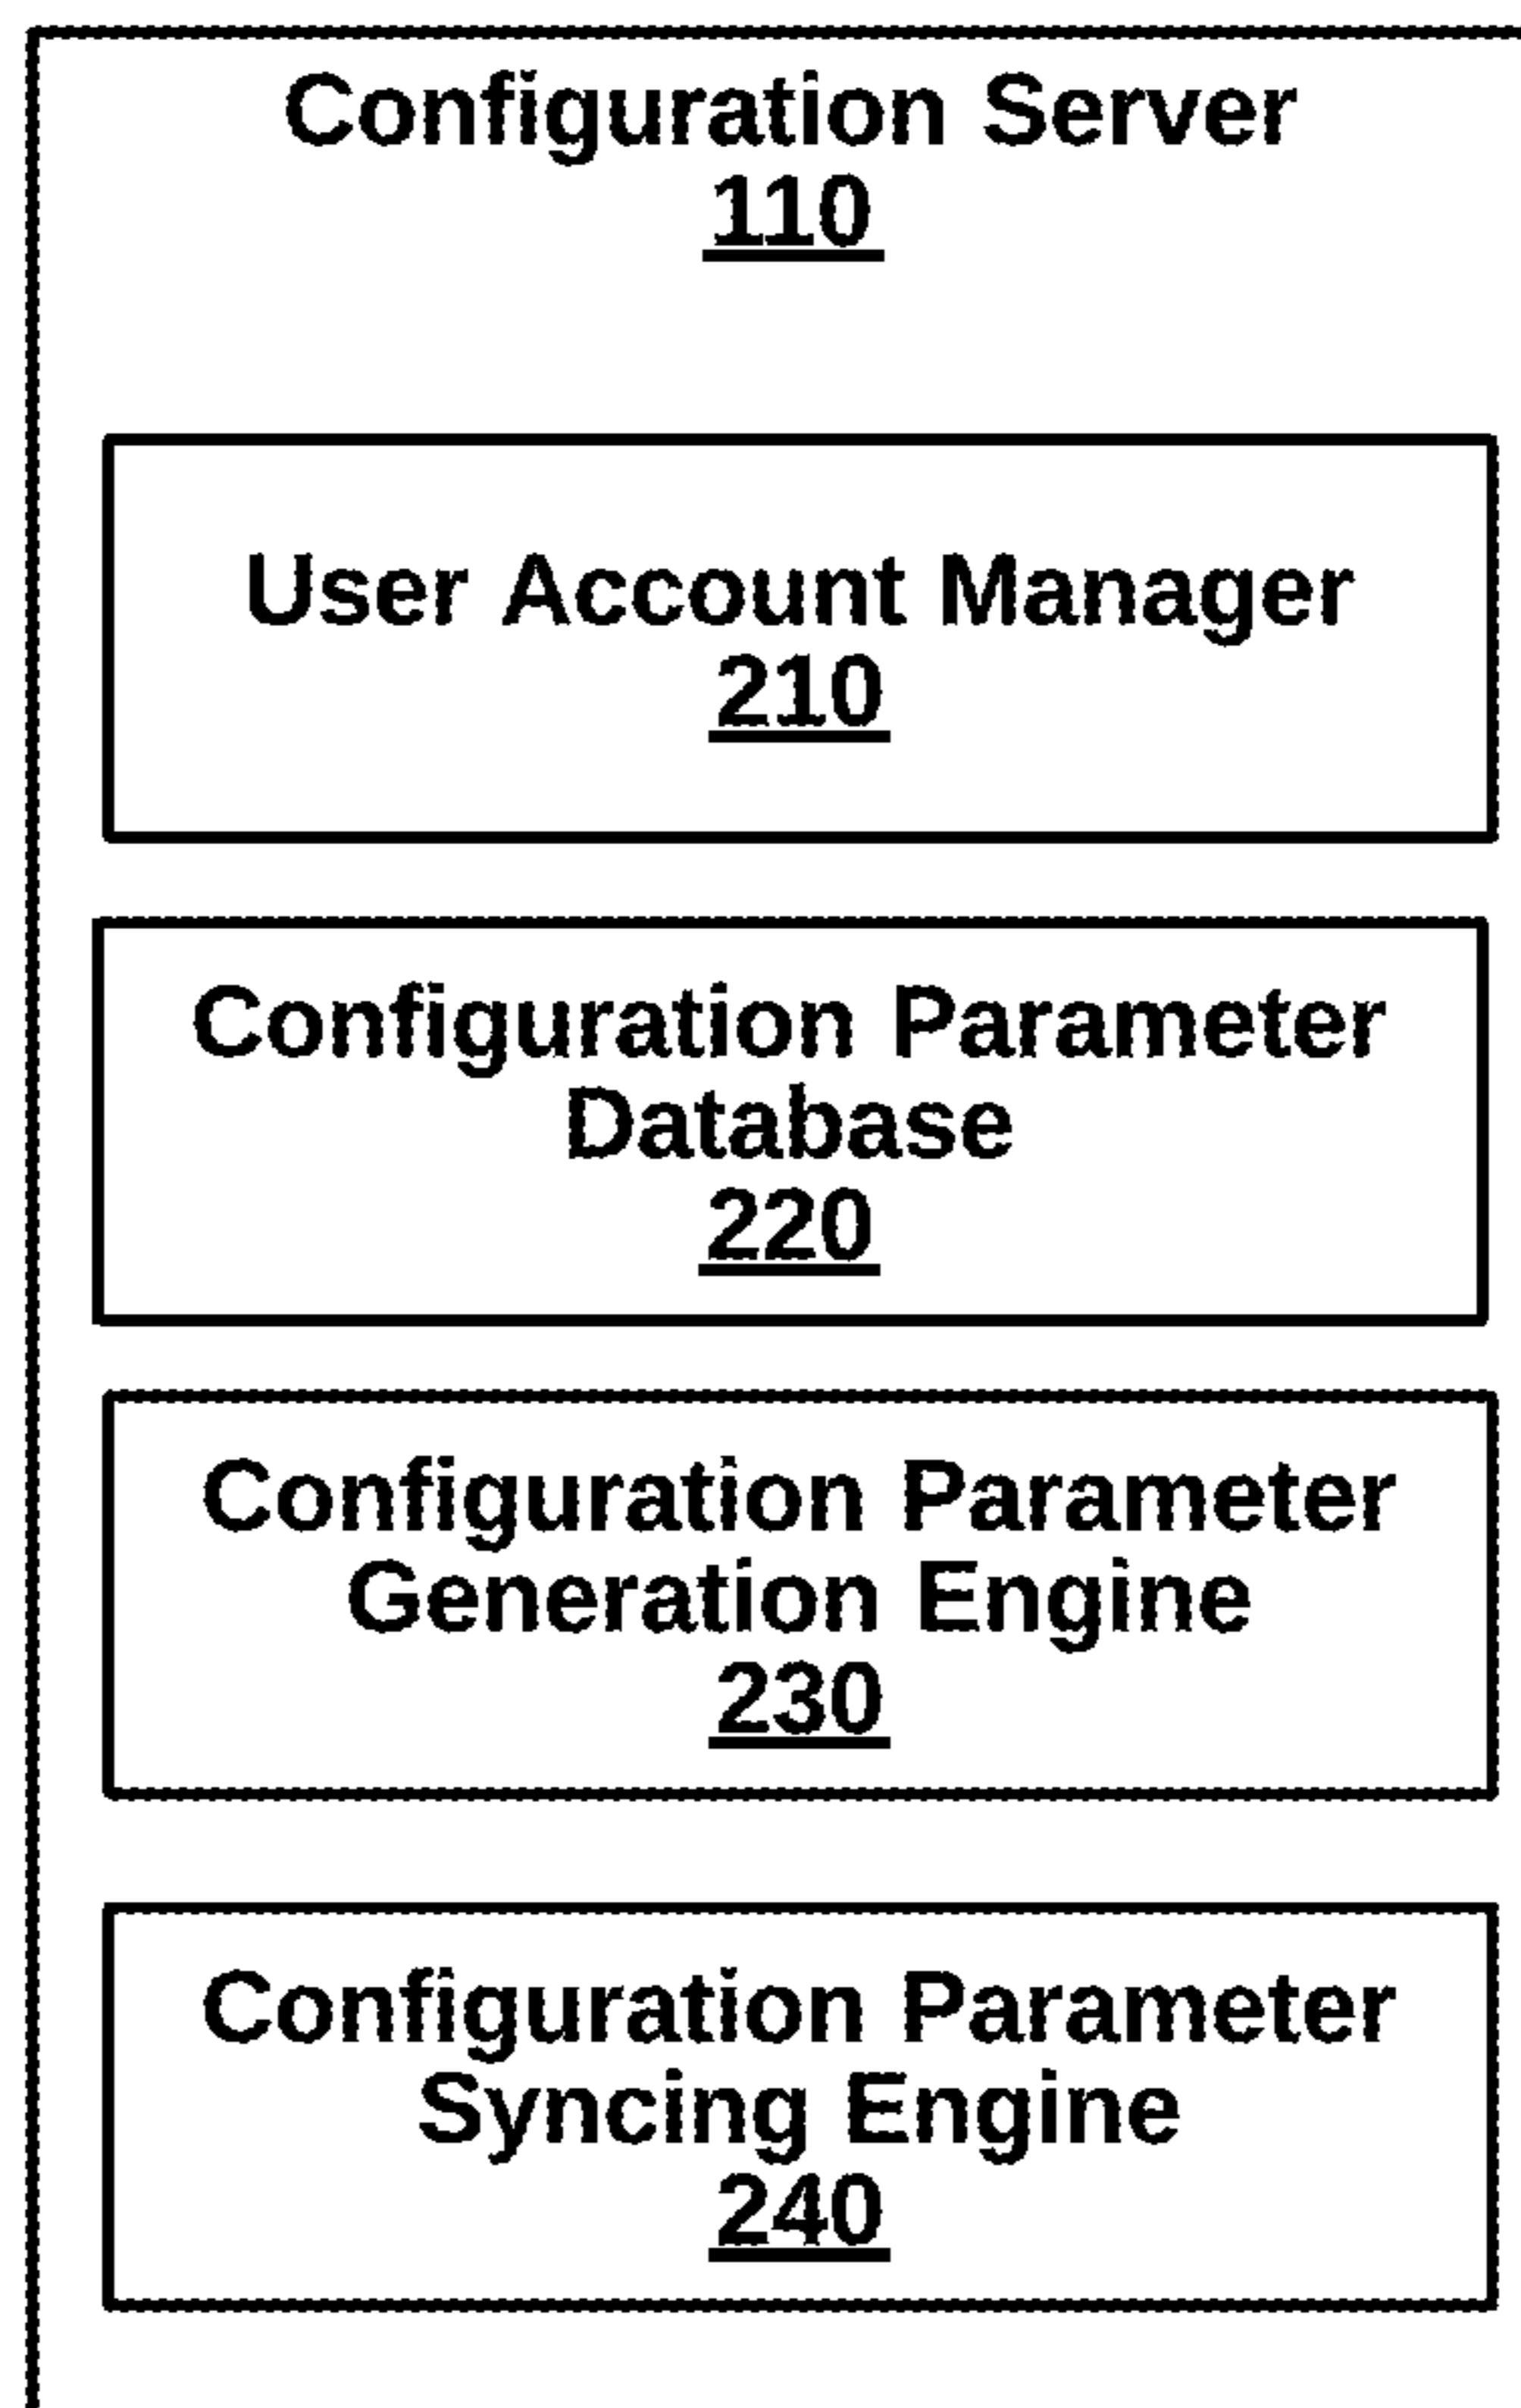 Configuration Server
110
User Account Manager
210
Configuration Parameter
Database
220
Configuration Parameter
Generation Engine
230
Configuration Parameter
Syncing Engine
240